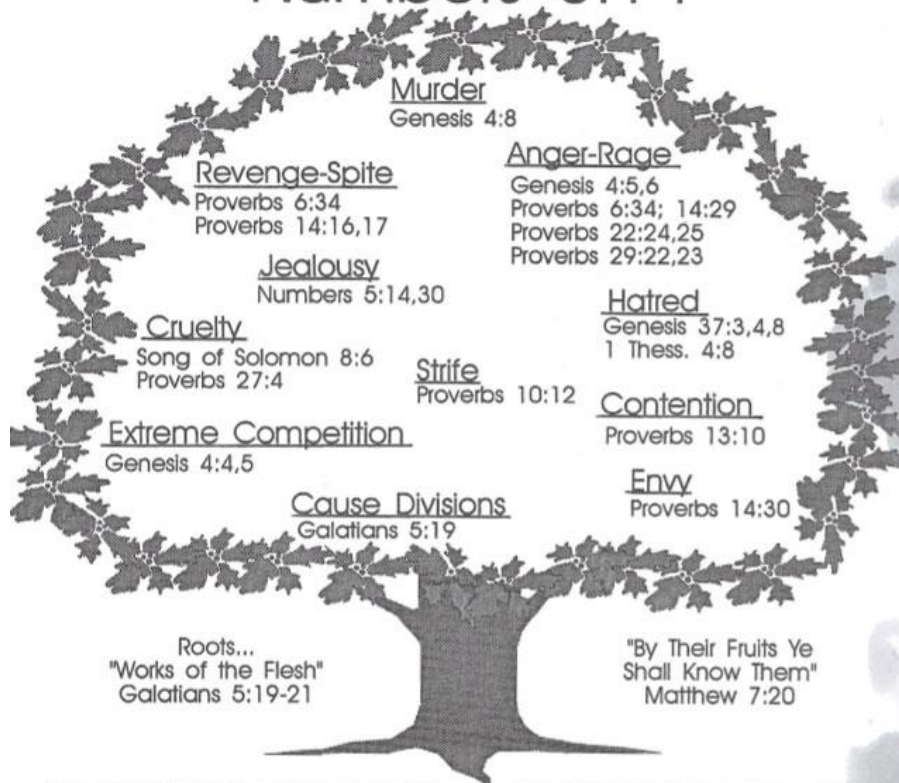 Murder
Genesis 4:8
Revenge-Spite
Proverbs 6:34
Proverbs 14:16,17
Anger-Rage
Genesis 4:5,6
Proverbs 6:34; 14:29
Proverbs 22:24,25
Proverbs 29:22,23
Jealousy
Numbers 5:14,30
Hatred
Genesis 37:3,4,8
1 Thess. 4:8
Cruelty
Song of Solomon 8:6
Proverbs 27:4
Strife
Proverbs 10:12
Contention
Proverbs 13:10
Extreme Competition
Genesis 4:4,5
Envy
Proverbs 14:30
Cause Divisions
Galatians 5:19
Roots...
"Works of the Flesh"
Galatians 5:19-21
"By Their Fruits Ye
Shall Know Them"
Matthew 7:20